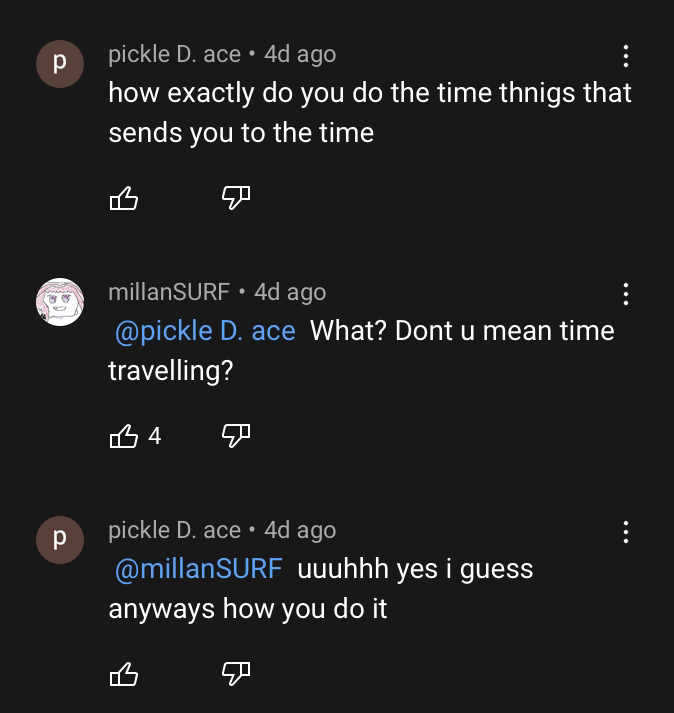 p
pickle D. ace • 4d ago
how exactly do you do the time thnigs that
sends you to the time
millanSURF • 4d ago
@pickle D. ace What? Dont u mean time
travelling?
4
p
pickle D. ace • 4d ago
@millanSURF uuuhhh yes i guess
anyways how you do it